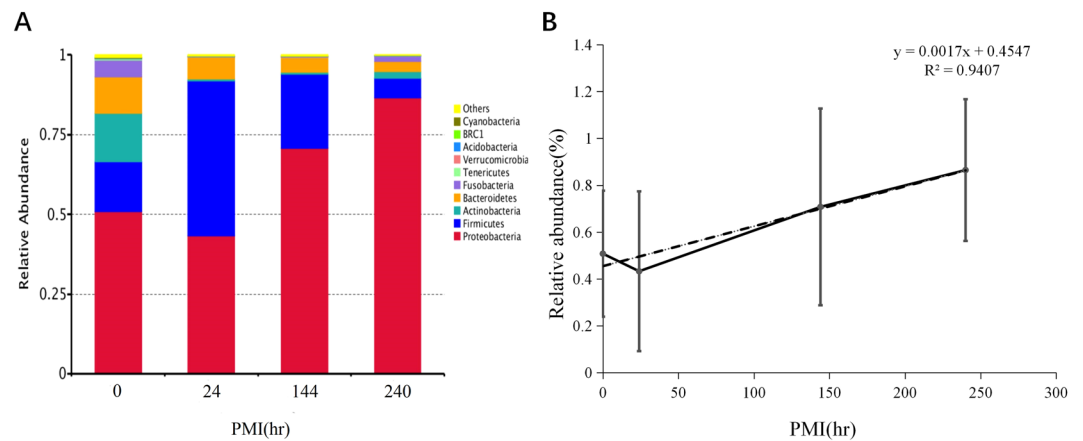 A
1
0.75
0.5
0.25
0
Relative Abundance
0
24
144
240
PMI(hr)
Others
Cyanobacteria
BRC1
Acidobacteria
Verrucomicrobia
Tenericutes
Fusobacteria
Bacteroidetes
Actinobacteria
Firmicutes
Proteobacteria
B
1.4
1.2
1
0.8
0.6
0.4
0.2
0
Relative abundance(%)
y = 0.0017x + 0.4547
R² = 0.9407
0
50
100
150
200
250
300
PMI(hr)